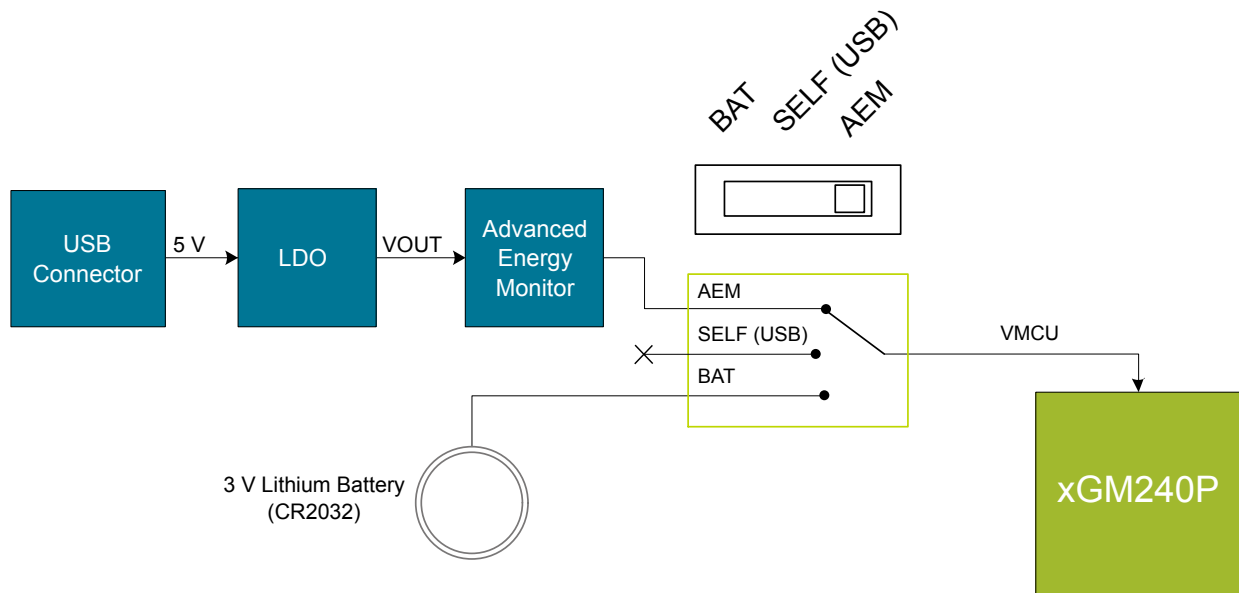 BAT
SELF (USB)
AEM
USB
Connector
5 V
LDO
VOUT
Advanced
Energy
Monitor
AEM
SELF (USB)
BAT
VMCU
3 V Lithium Battery
(CR2032)
xGM240P